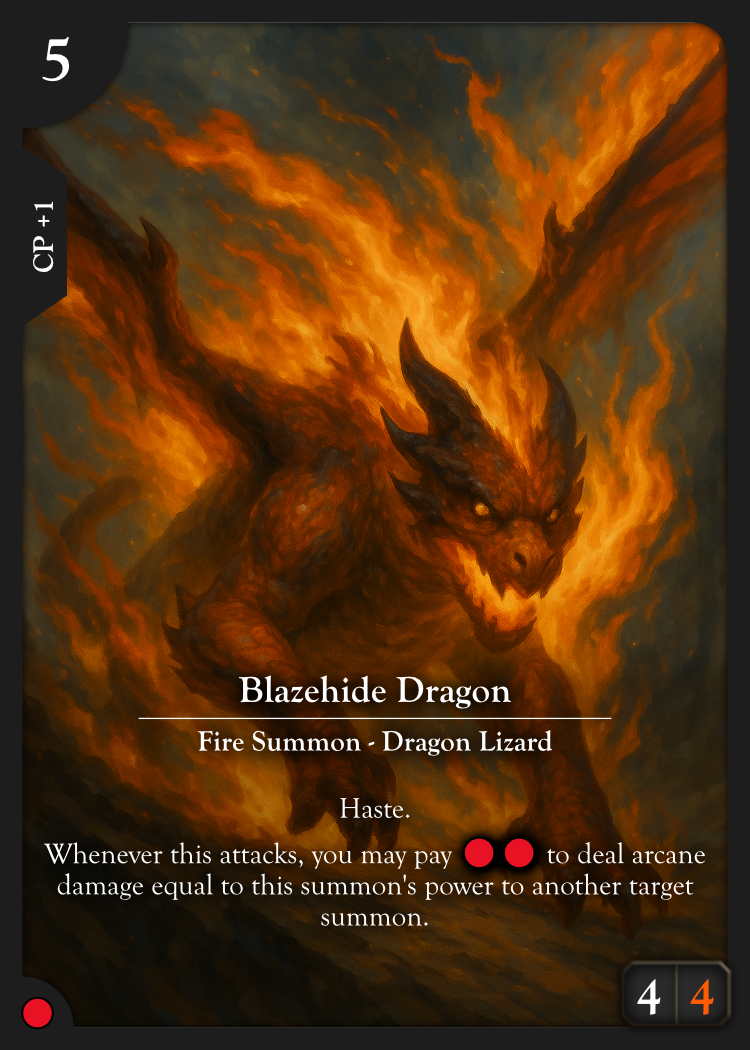 5
CP +1
Blazehide Dragon
Fire Summon - Dragon Lizard
Haste.
Whenever this attacks, you may pay to deal arcane
damage equal to this summon's power to another target
summon.
4 4